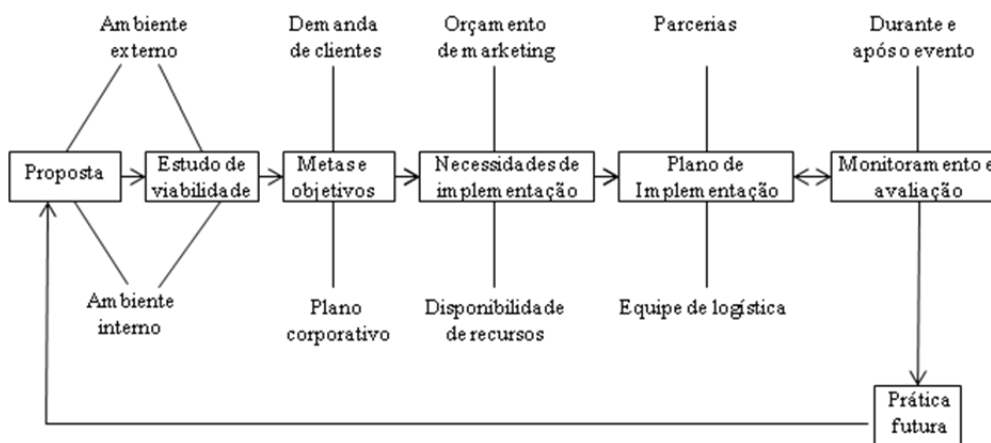 Ambiente
externo
Demanda
de clientes
Orçamento
de marketing
Parcerias
Durante e
após o evento
Proposta
Estudo de
viabilidade
Metas e
objetivos
Necessidades de
implementação
Plano de
Implementação
Monitoramento e
avaliação
Ambiente
interno
Plano
corporativo
Disponibilidade
de recursos
Equipe de logística
Prática
futura